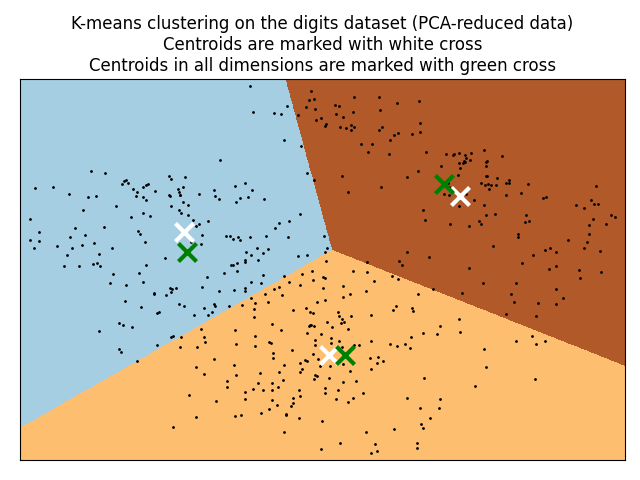 K-means clustering on the digits dataset (PCA-reduced data)
Centroids are marked with white cross
Centroids in all dimensions are marked with green cross